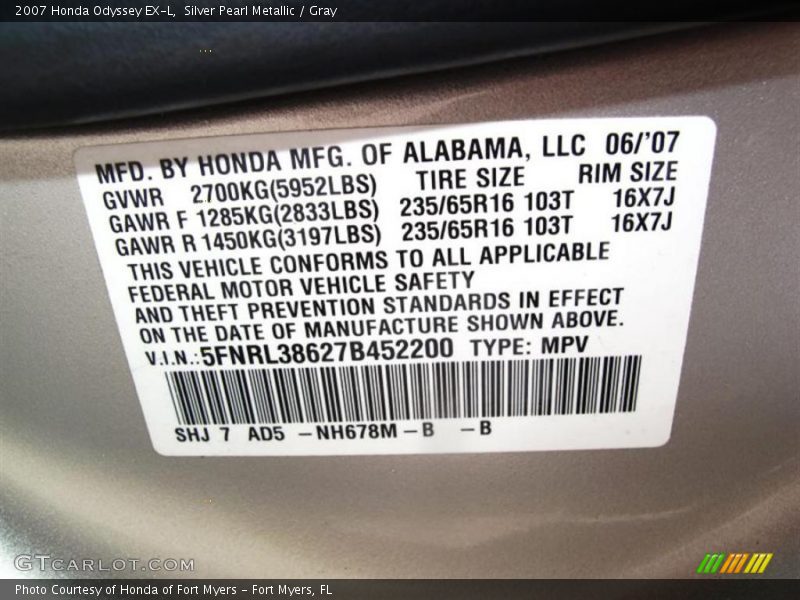 2007 Honda Odyssey EX-L,  Silver Pearl Metallic / Gray
MFD. BY HONDA MFG. OF ALABAMA, LLC 06/'07
GVWR 2700KG(5952LBS) TIRE SIZE RIM SIZE
GAWR F 1285KG(2833LBS) 235/65R16 103T 16X7J
GAWR R 1450KG(3197LBS) 235/65R16 103T 16X7J
THIS VEHICLE CONFORMS TO ALL APPLICABLE
FEDERAL MOTOR VEHICLE SAFETY
AND THEFT PREVENTION STANDARDS IN EFFECT
ON THE DATE OF MANUFACTURE SHOWN ABOVE.
V.I.N.:5FNRL38627B452200 TYPE: MPV
SHJ 7 AD5 -NH678M-B -B
GTCARLOT.COM
Photo Courtesy of Honda of Fort Myers - Fort Myers, FL